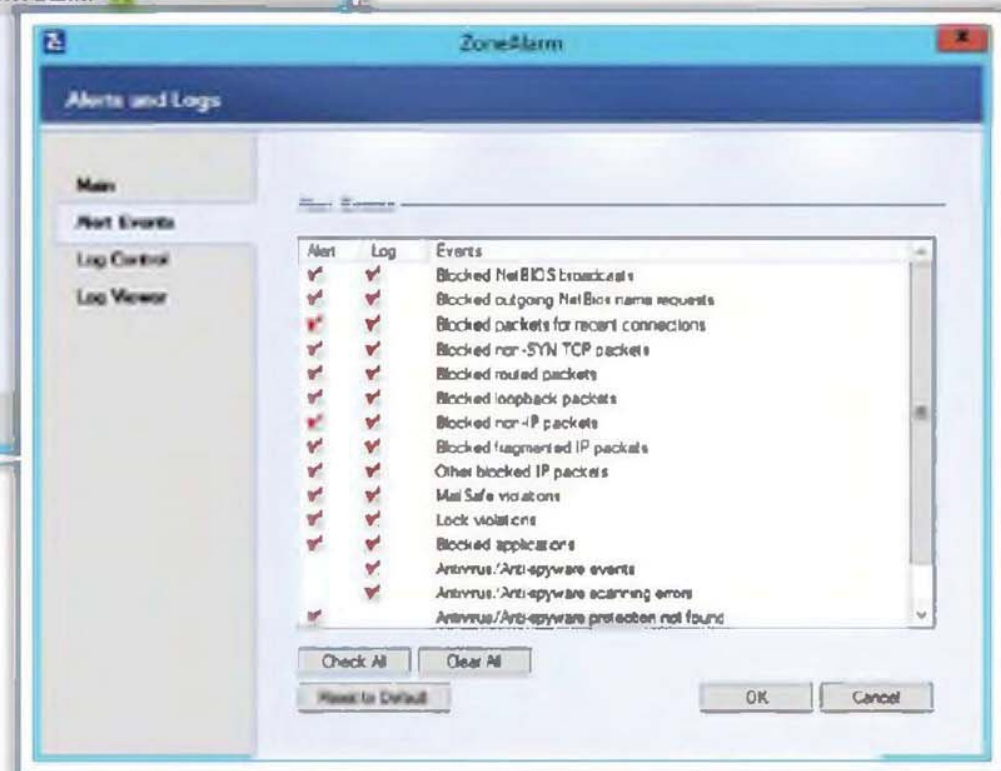 ZoneAlarm
Alerts and Logs
Main
Alert Events
Log Control
Log Viewer
Alert Events
Alert Log Events
Blocked NetBIOS broadcasts
Blocked outgoing NetBios name requests
Blocked packets for recent connections
Blocked non-SYN TCP packets
Blocked routed packets
Blocked loopback packets
Blocked non-IP packets
Blocked fragmented IP packets
Other blocked IP packets
MailSafe violations
Lock violations
Blocked applications
Antivirus/Anti-spyware events
Antivirus/Anti-spyware scanning errors
Antivirus/Anti-spyware protection not found
Check All Clear All
Reset to Default OK Cancel